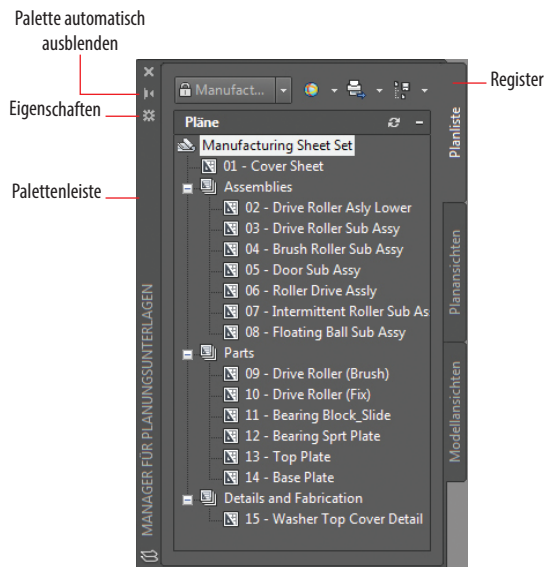 Palette automatisch
ausblenden
Eigenschaften
Palettenleiste
Register
Manufact...
Pläne
Manufacturing Sheet Set
01 - Cover Sheet
Assemblies
02 - Drive Roller Asly Lower
03 - Drive Roller Sub Assy
04 - Brush Roller Sub Assy
05 - Door Sub Assy
06 - Roller Drive Assly
07 - Intermittent Roller Sub As
08 - Floating Ball Sub Assy
Parts
09 - Drive Roller (Brush)
10 - Drive Roller (Fix)
11 - Bearing Block_Slide
12 - Bearing Sprt Plate
13 - Top Plate
14 - Base Plate
Details and Fabrication
15 - Washer Top Cover Detail
MANAGER FÜR PLANUNGSUNTERLAGEN
Planliste
Planansichten
Modellansichten